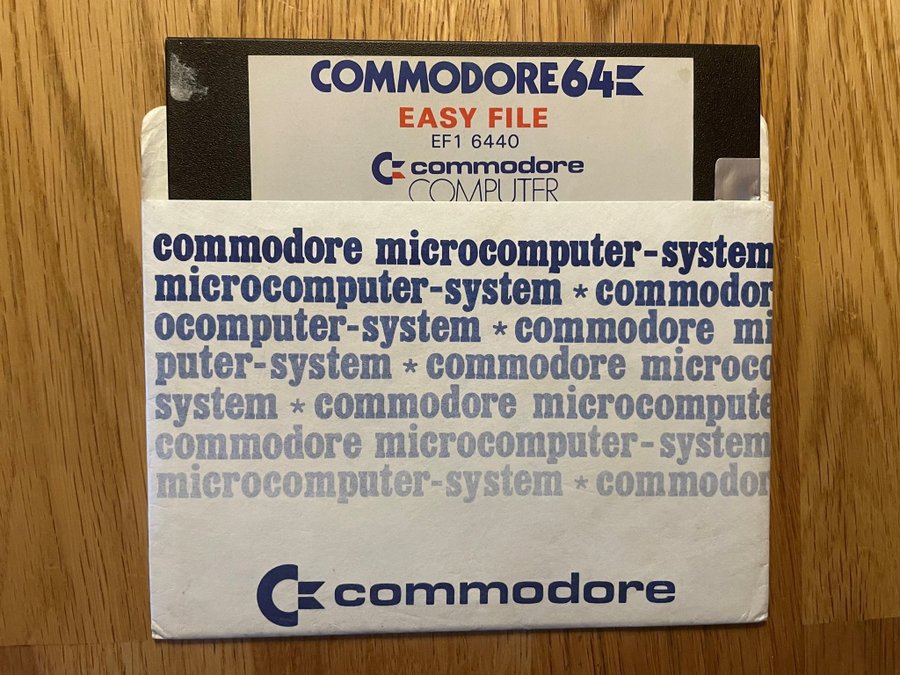 COMMODORE 64
EASY FILE
EF1 6440
commodore
COMPUTER
commodore microcomputer-system
microcomputer-system * commodor
ocomputer-system * commodore mi
puter-system * commodore microco
system * commodore microcompute
commodore microcomputer-system
microcomputer-system * commodor
commodore